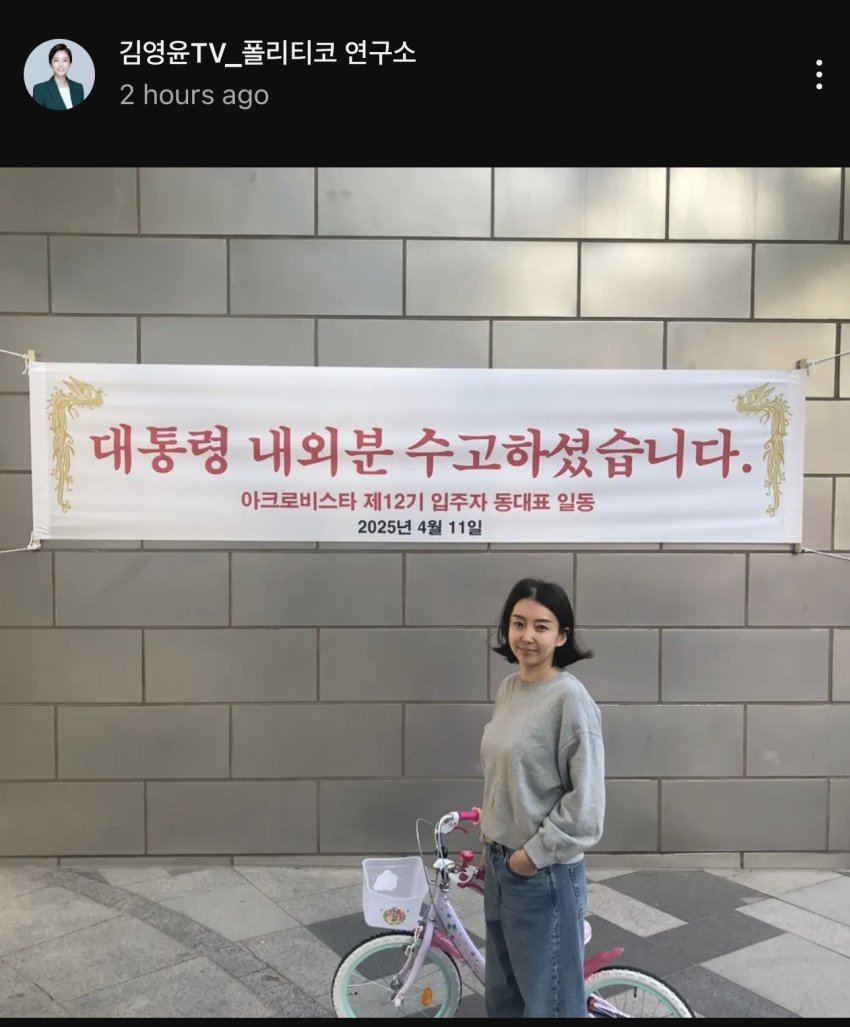 김영윤TV_폴리티코 연구소
2 hours ago
대통령 내외분 수고하셨습니다.
아크로비스타 제12기 입주자 동대표 일동
2025년 4월 11일